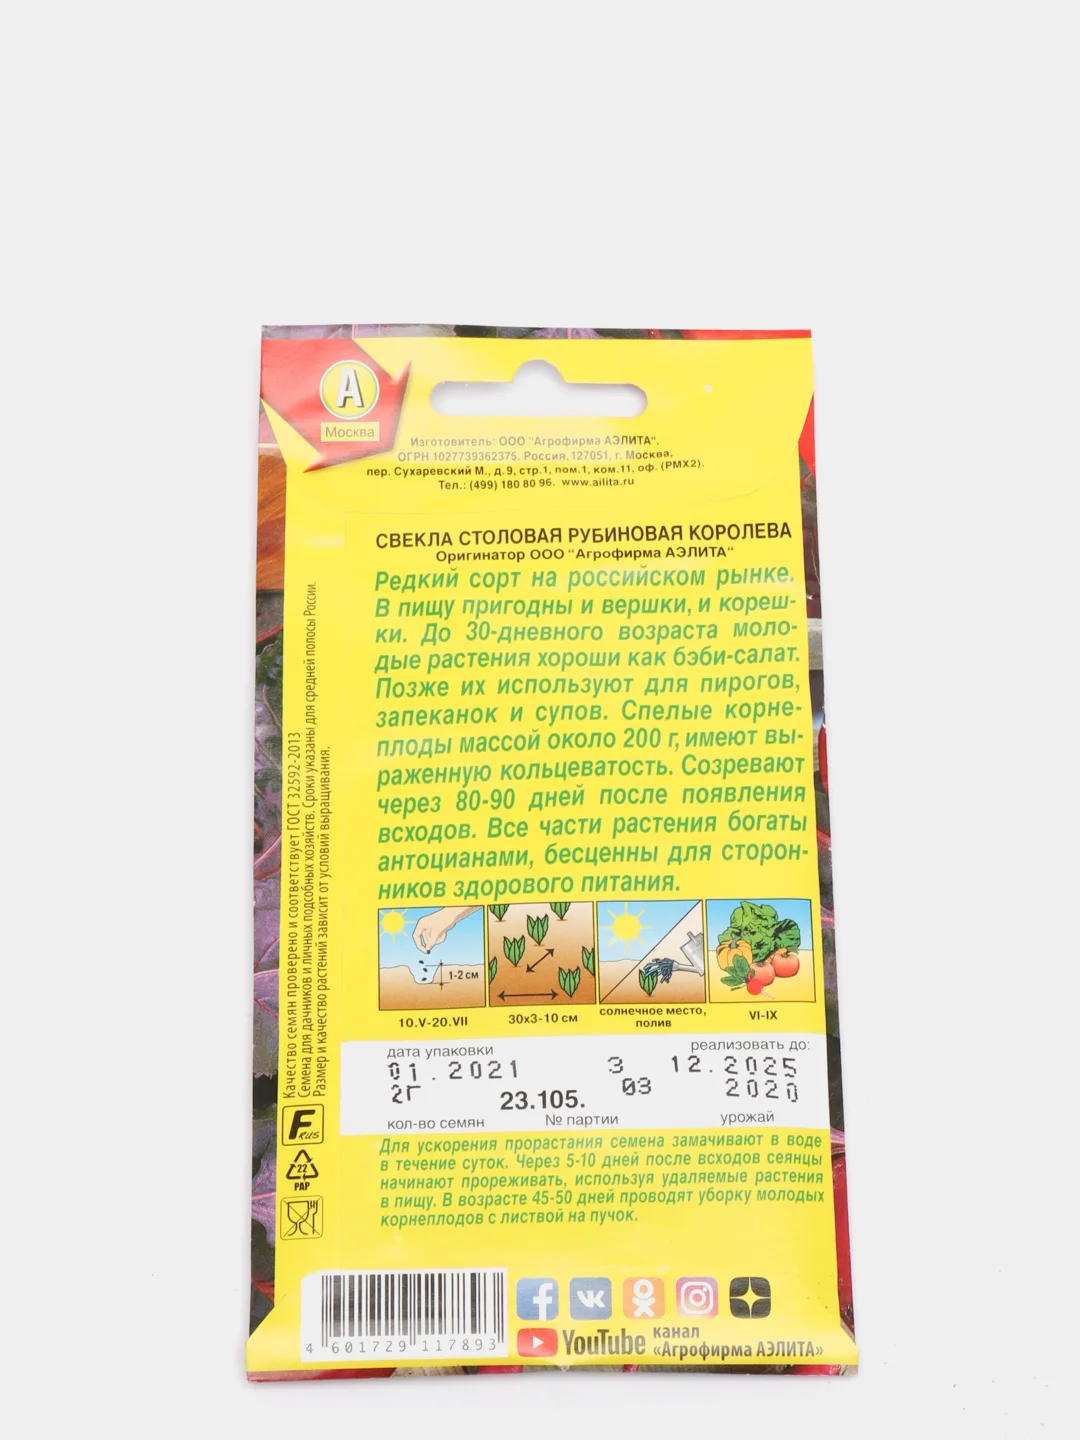 А
Москва
Изготовитель: ООО "Агрофирма АЭЛИТА".
ОГРН 1027739362375. Россия,127051, г. Москва,
пер. Сухаревский М., д.9, стр.1, пом.1, ком.11, оф. (РМХ2).
Тел.: (499) 180 80 96. www.ailita.ru
СВЕКЛА СТОЛОВАЯ РУБИНОВАЯ КОРОЛЕВА
Оригинатор ООО "Агрофирма АЭЛИТА"
Редкий сорт на российском рынке.
В пищу пригодны и вершки, и кореш-
ки. До 30-дневного возраста моло-
дые растения хороши как бэби-салат.
Позже их используют для пирогов,
запеканок и супов. Спелые корне-
плоды массой около 200 г, имеют вы-
раженную кольцеватость. Созревают
через 80-90 дней после появления
всходов. Все части растения богаты
антоцианами, бесценны для сторон-
ников здорового питания.
1-2 см
10.V-20.VII
30х3-10 см
солнечное место,
полив
VI-IX
дата упаковки
реализовать до:
01.2021
3
12.2025
2Г
23.105.
03
2020
кол-во семян
№ партии
урожай
Для ускорения прорастания семена замачивают в воде
в течение суток. Через 5-10 дней после всходов сеянцы
начинают прореживать, используя удаляемые растения
в пищу. В возрасте 45-50 дней проводят уборку молодых
корнеплодов с листвой на пучок.
Качество семян проверено и соответствует ГОСТ 32592-2013
Семена для дачников и личных подсобных хозяйств. Сроки указаны для средней полосы России.
Размер и качество растений зависит от условий выращивания.
F RUS
22
PAP
4 601729 117893
YouTube
канал
«Агрофирма АЭЛИТА»